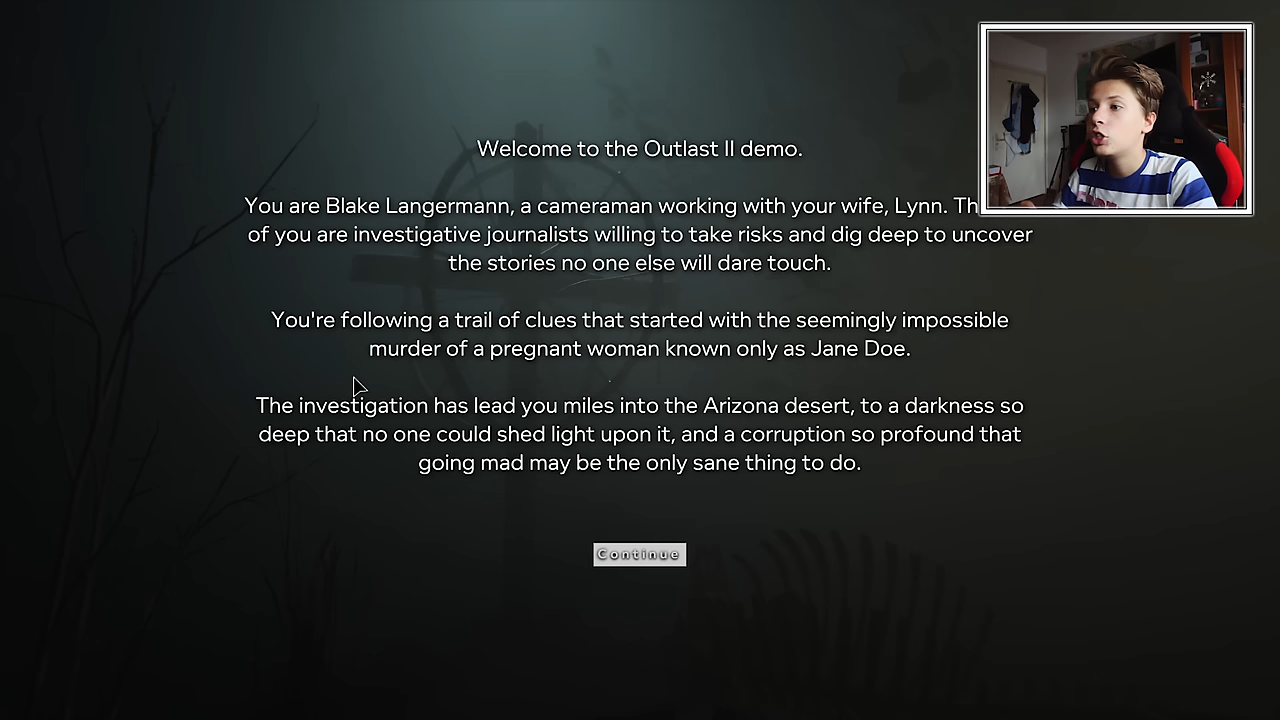 Welcome to the Outlast II demo.
You are Blake Langermann, a cameraman working with your wife, Lynn.
of you are investigative journalists willing to take risks and dig deep to uncover
the stories no one else will dare touch.
You're following a trail of clues that started with the seemingly impossible
murder of a pregnant woman known only as Jane Doe.
The investigation has lead you miles into the Arizona desert, to a darkness so
deep that no one could shed light upon it, and a corruption so profound that
going mad may be the only sane thing to do.
Continue